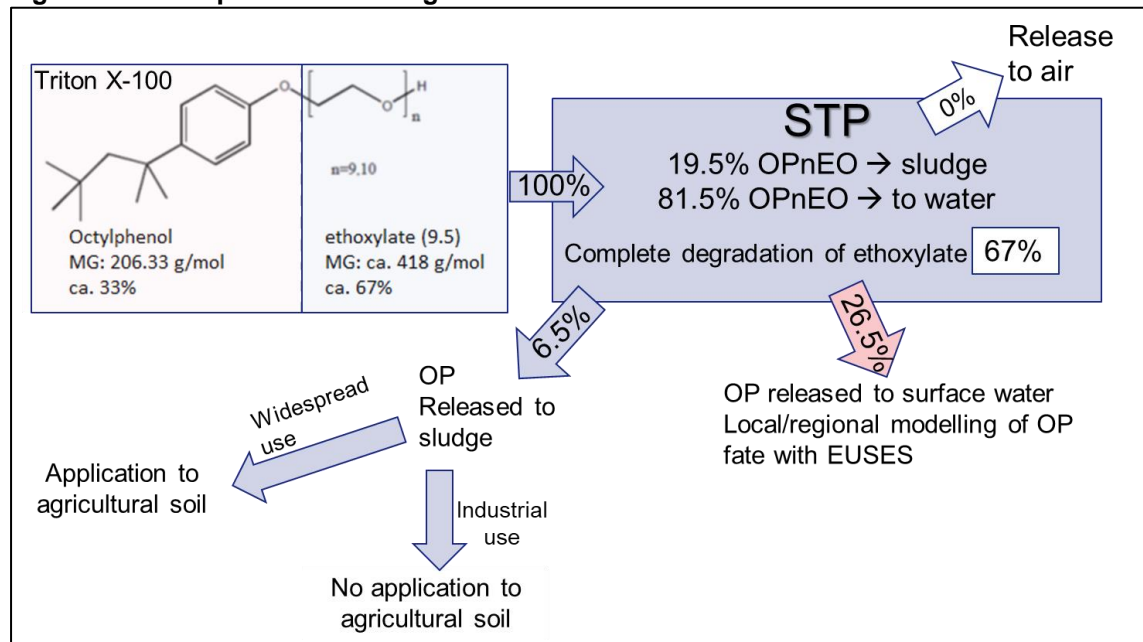 Triton X-100
O
O
H
n
n=9,10
Octylphenol
MG: 206.33 g/mol
ca. 33%
ethoxylate (9.5)
MG: ca. 418 g/mol
ca. 67%
100%
Release
to air
0%
STP
19.5% OPnEO → sludge
81.5% OPnEO → to water
Complete degradation of ethoxylate 67%
6.5%
26.5%
OP
Released to
sludge
OP released to surface water
Local/regional modelling of OP
fate with EUSES
Widespread
use
Application to
agricultural soil
Industrial
use
No application to
agricultural soil